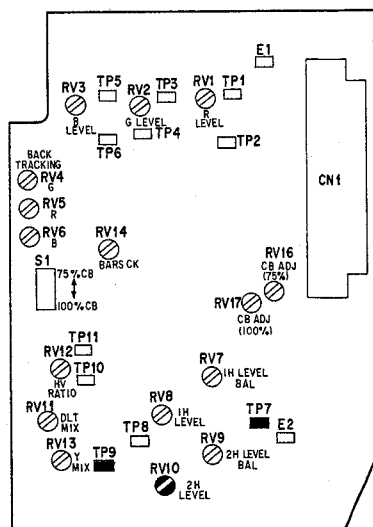 E1
RV3
TP5
RV2
TP3
RV1
TP1
B
LEVEL
G LEVEL
R
LEVEL
TP6
TP4
TP2
BACK
TRACKING
RV4
G
RV5
R
RV6
B
CN1
RV14
BARS CK
S1
75%CB
100%CB
RV16
CB ADJ
(75%)
RV17
CB ADJ
(100%)
TP11
RV12
TP10
HV
RATIO
RV7
1H LEVEL
BAL
RV11
DLT
MIX
RV8
1H
LEVEL
TP7
TP8
E2
RV13
Y
MIX
TP9
RV9
2H LEVEL
BAL
RV10
2H
LEVEL